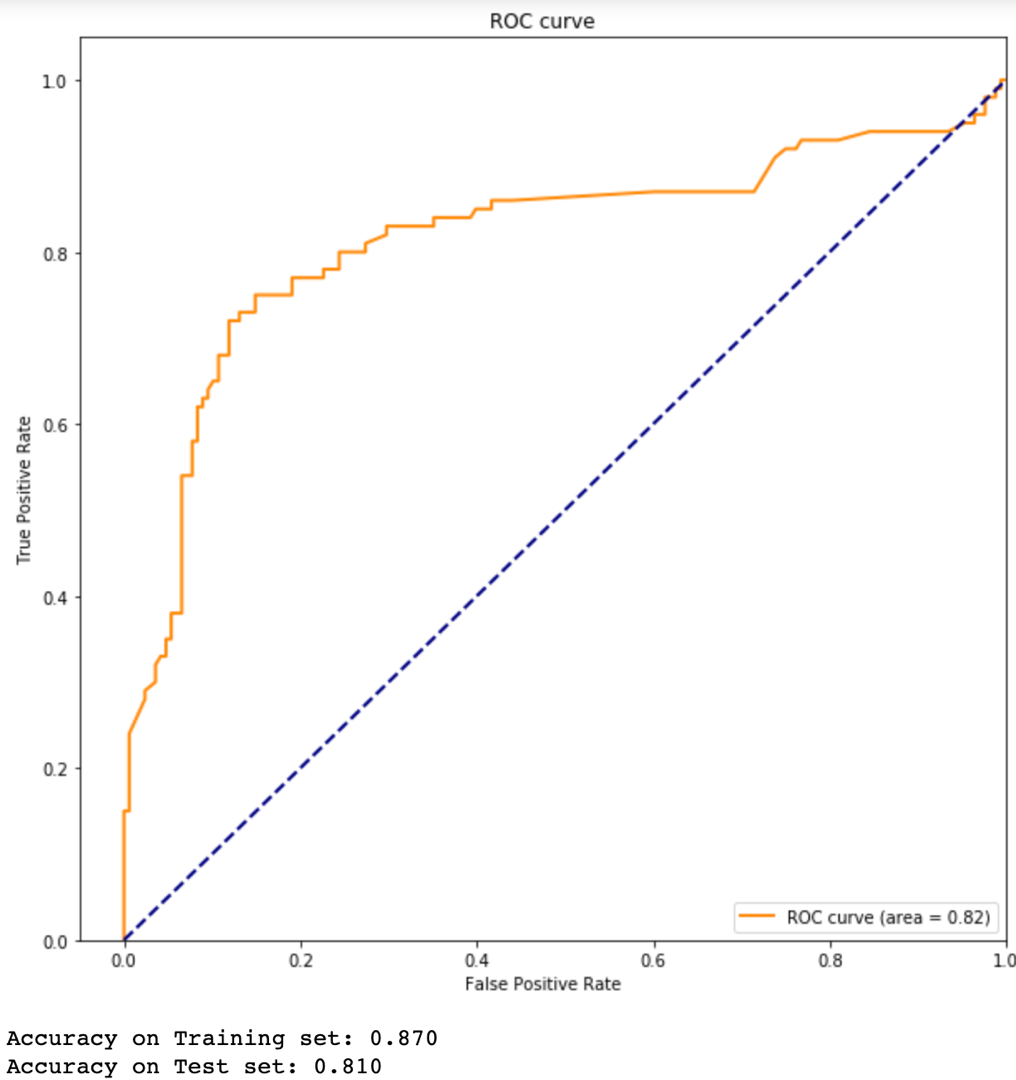 ROC curve
1.0
0.8
0.6
0.4
0.2
0.0
True Positive Rate
ROC curve (area = 0.82)
0.0 0.2 0.4 0.6 0.8 1.0
False Positive Rate
Accuracy on Training set: 0.870
Accuracy on Test set: 0.810